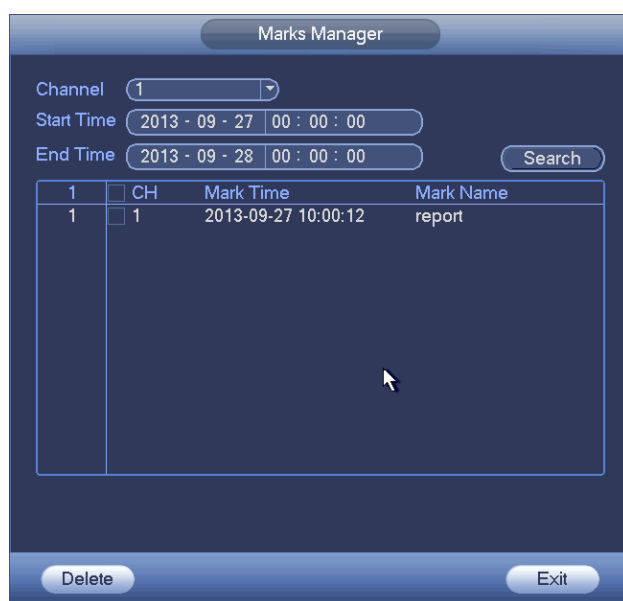 Marks Manager
Channel 1
Start Time 2013 - 09 - 27 00 : 00 : 00
End Time 2013 - 09 - 28 00 : 00 : 00 Search
1 CH Mark Time Mark Name
1 1 2013-09-27 10:00:12 report
Delete Exit